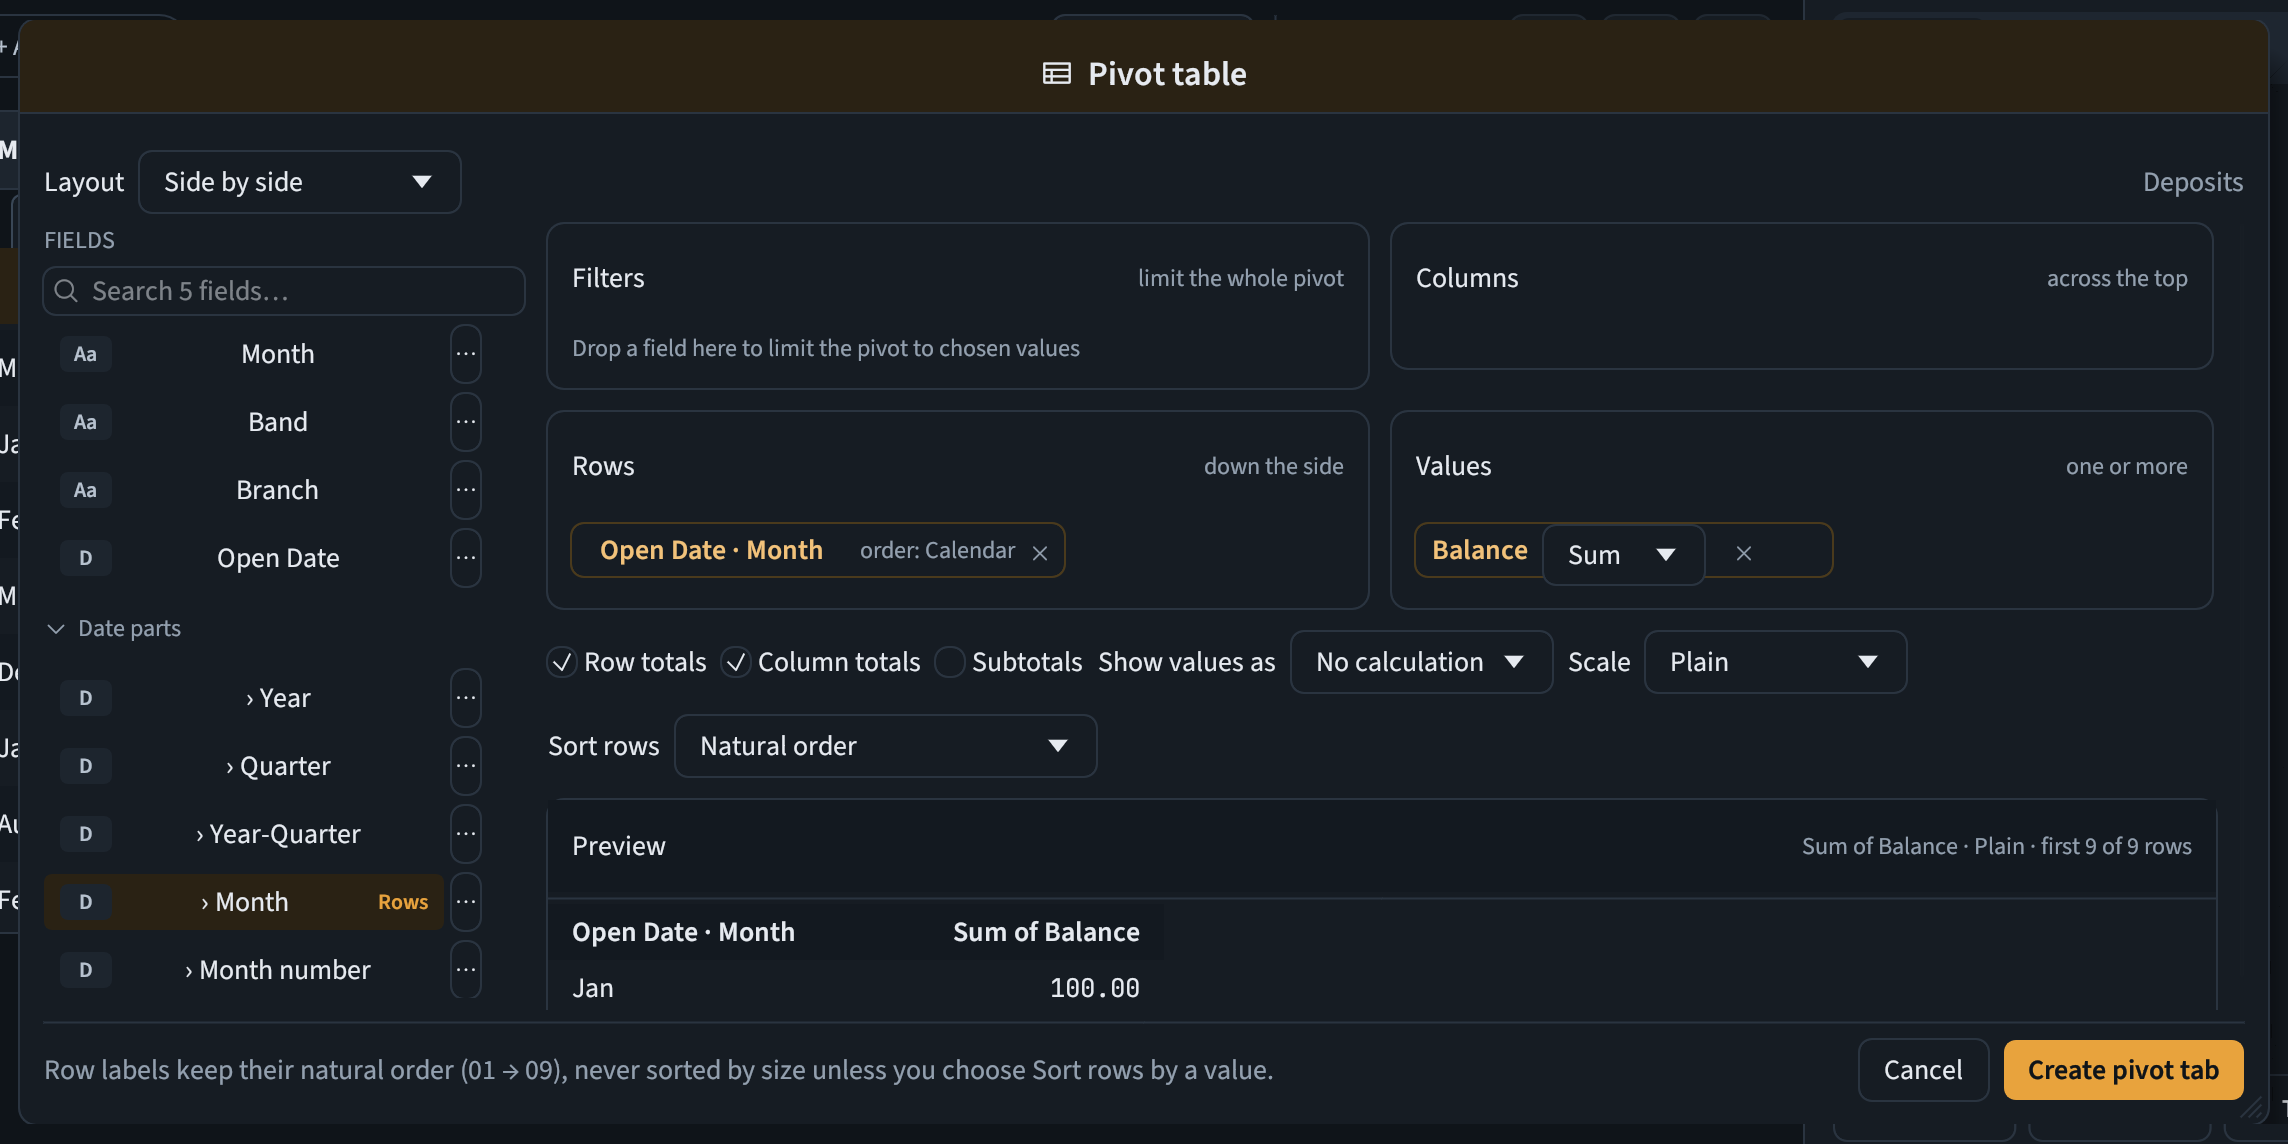 Pivot table
Layout Side by side
Deposits
FIELDS
Search 5 fields…
Aa Month ...
Aa Band ...
Aa Branch ...
D Open Date ...
Date parts
D › Year ...
D › Quarter ...
D › Year-Quarter ...
D › Month Rows ...
D › Month number ...
Filters limit the whole pivot
Drop a field here to limit the pivot to chosen values
Columns across the top
Rows down the side
Open Date · Month order: Calendar ×
Values one or more
Balance Sum ×
Row totals Column totals Subtotals Show values as No calculation Scale Plain
Sort rows Natural order
Preview Sum of Balance · Plain · first 9 of 9 rows
Open Date · Month Sum of Balance
Jan 100.00
Row labels keep their natural order (01 → 09), never sorted by size unless you choose Sort rows by a value.
Cancel Create pivot tab